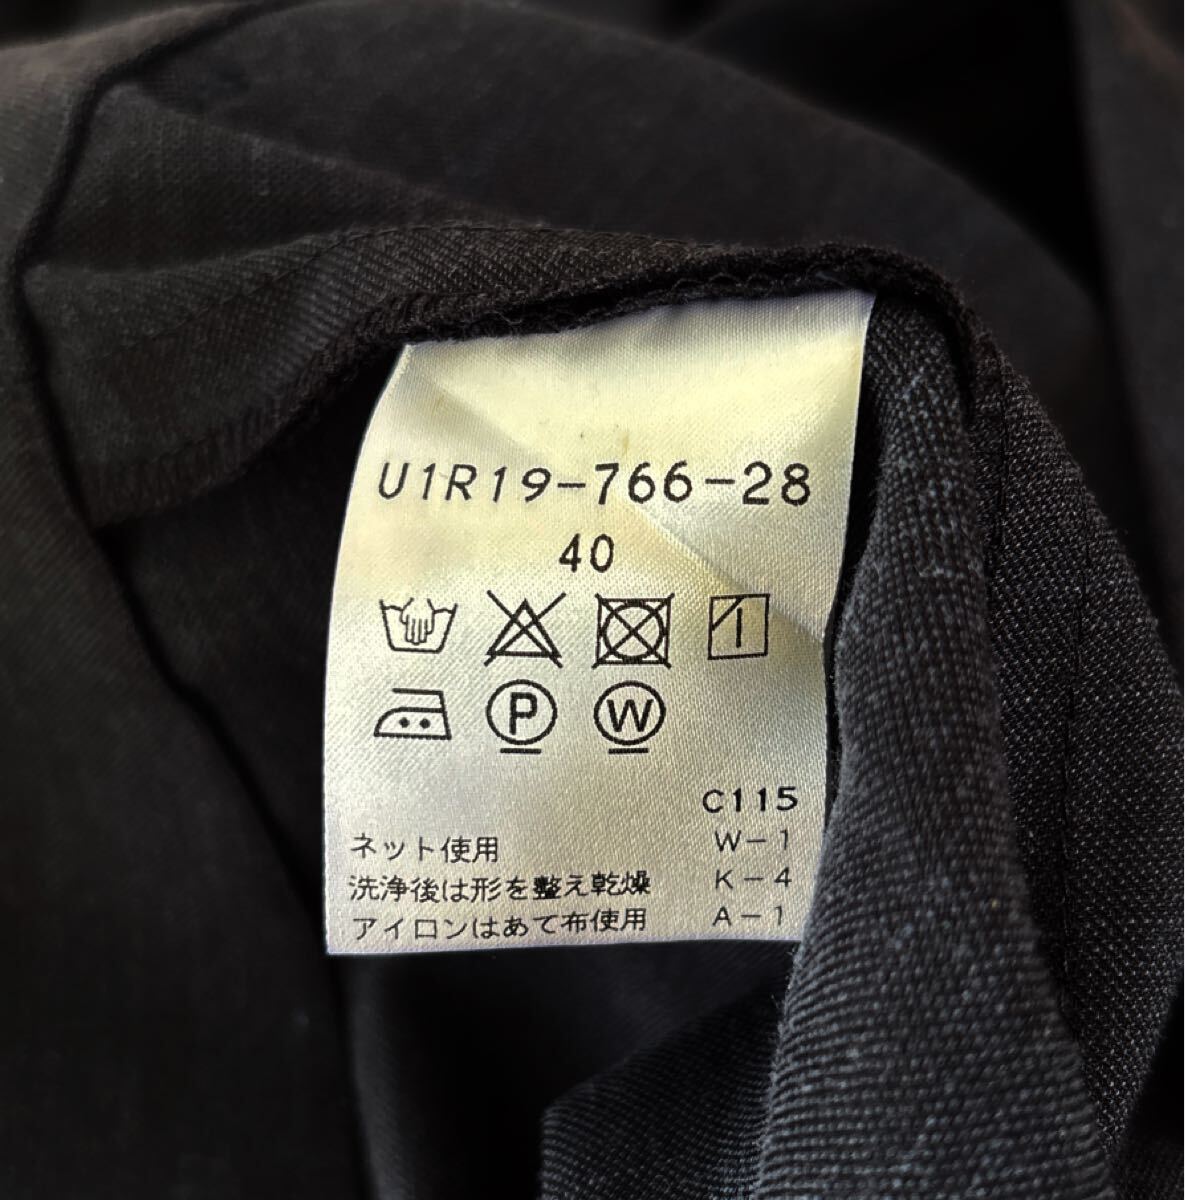 U1R19-766-28
40
P W
C115
ネット使用 W-1
洗浄後は形を整え乾燥 K-4
アイロンはあて布使用 A-1